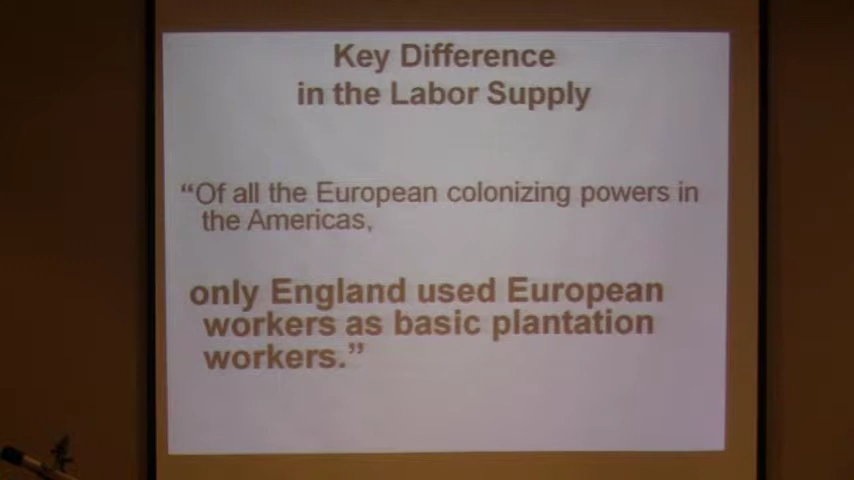 Key Difference
in the Labor Supply
“Of all the European colonizing powers in
the Americas,
only England used European
workers as basic plantation
workers.”